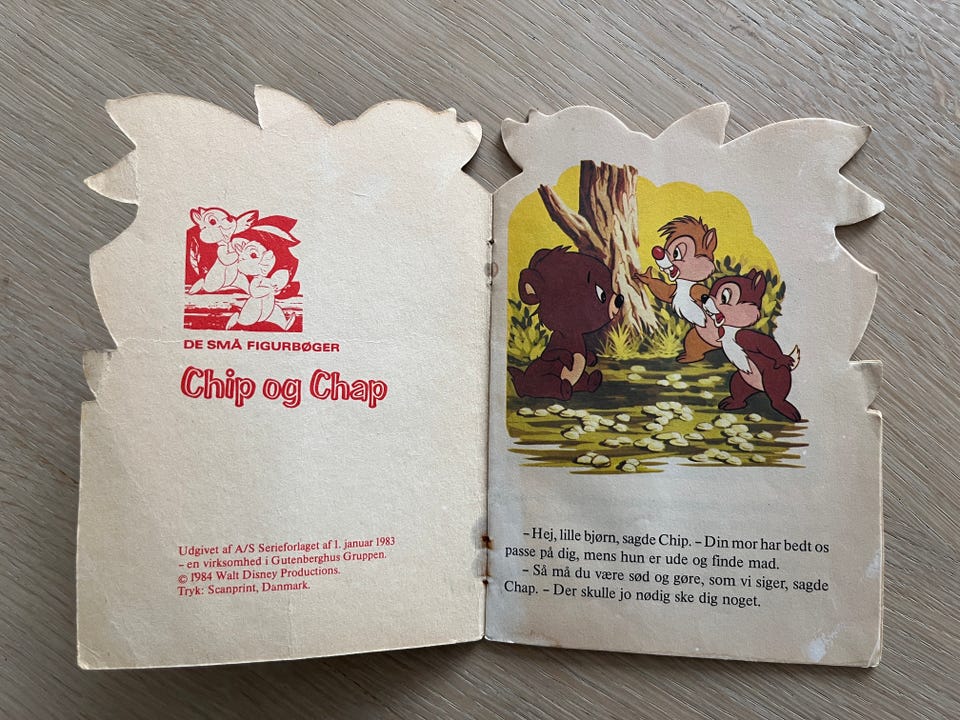 DE SMÅ FIGURBØGER
Chip og Chap
Udgivet af A/S Serieforlaget af 1. januar 1983
– en virksomhed i Gutenberghus Gruppen.
© 1984 Walt Disney Productions.
Tryk: Scanprint, Danmark.
– Hej, lille bjørn, sagde Chip. – Din mor har bedt os
passe på dig, mens hun er ude og finde mad.
– Så må du være sød og gøre, som vi siger, sagde
Chap. – Der skulle jo nødig ske dig noget.